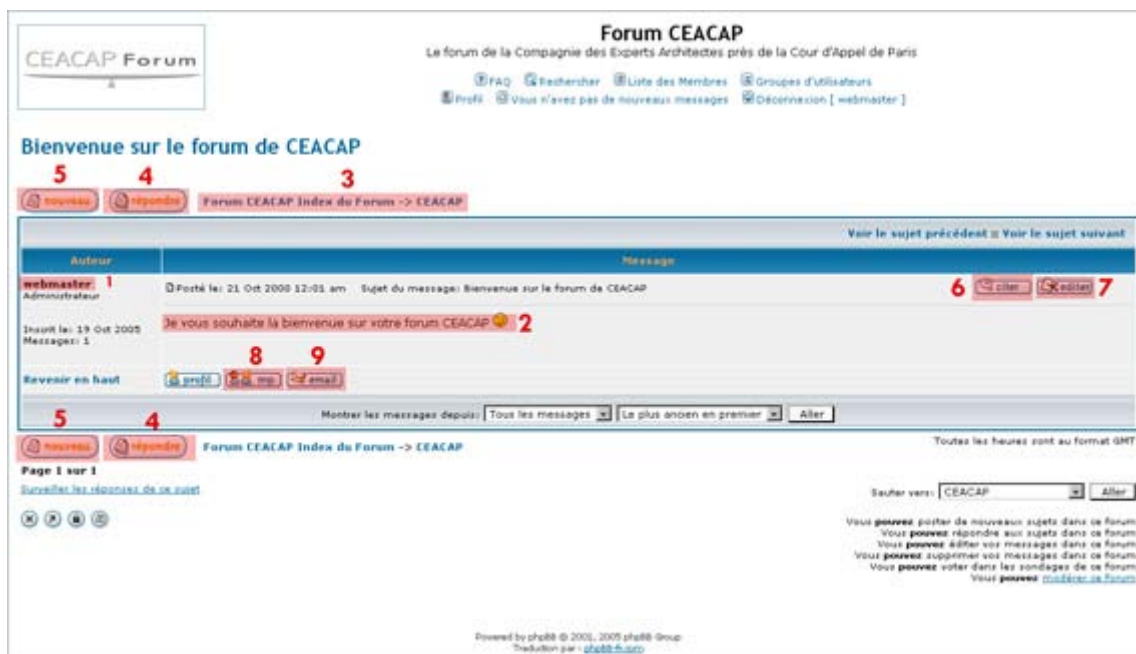 CEACAP Forum
Forum CEACAP
Le forum de la Compagnie des Experts Architectes près de la Cour d'Appel de Paris
FAQ Rechercher Liste des Membres Groupes d'utilisateurs
Profil Vous n'avez pas de nouveaux messages Déconnexion [ webmaster ]
Bienvenue sur le forum de CEACAP
5 4 3
nouveau répondre Forum CEACAP Index du Forum -> CEACAP
Voir le sujet précédent :: Voir le sujet suivant
Auteur Message
webmaster 1
Administrateur
Posté le: 21 Oct 2000 12:01 am Sujet du message: Bienvenue sur le forum de CEACAP
6 citer éditer 7
Inscrit le: 19 Oct 2005
Messages: 1
Je vous souhaite la bienvenue sur votre forum CEACAP 2
8 9
Revenir en haut profil mp email
Montrer les messages depuis: Tous les messages Le plus ancien en premier Aller
5 4
nouveau répondre Forum CEACAP Index du Forum -> CEACAP
Toutes les heures sont au format GMT
Page 1 sur 1
Surveiller les réponses de ce sujet
Sauter vers: CEACAP Aller
Vous pouvez poster de nouveaux sujets dans ce forum
Vous pouvez répondre aux sujets dans ce forum
Vous pouvez éditer vos messages dans ce forum
Vous pouvez supprimer vos messages dans ce forum
Vous pouvez voter dans les sondages de ce forum
Vous pouvez modérer ce forum
Powered by phpBB © 2001, 2005 phpBB Group
Traduction par : phpBB-fr.com